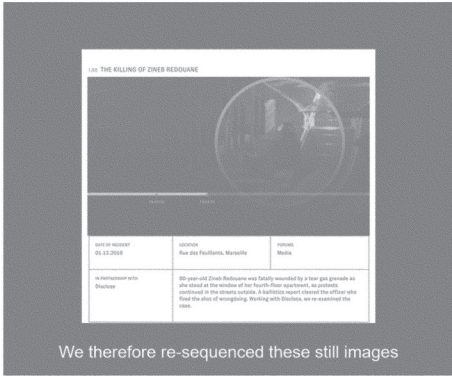 1.09 THE KILLING OF ZINEB REDOUANE
DATE OF INCIDENT
01.12.2018
LOCATION
Rue des Feuillants, Marseille
FORUMS
Media
IN PARTNERSHIP WITH
Disclose
80-year-old Zineb Redouane was fatally wounded by a tear gas grenade as
she stood at the window of her fourth-floor apartment, as protests
continued in the streets outside. A ballistics report cleared the officer who
fired the shot of wrongdoing. Working with Disclose, we re-examined the
case.
We therefore re-sequenced these still images